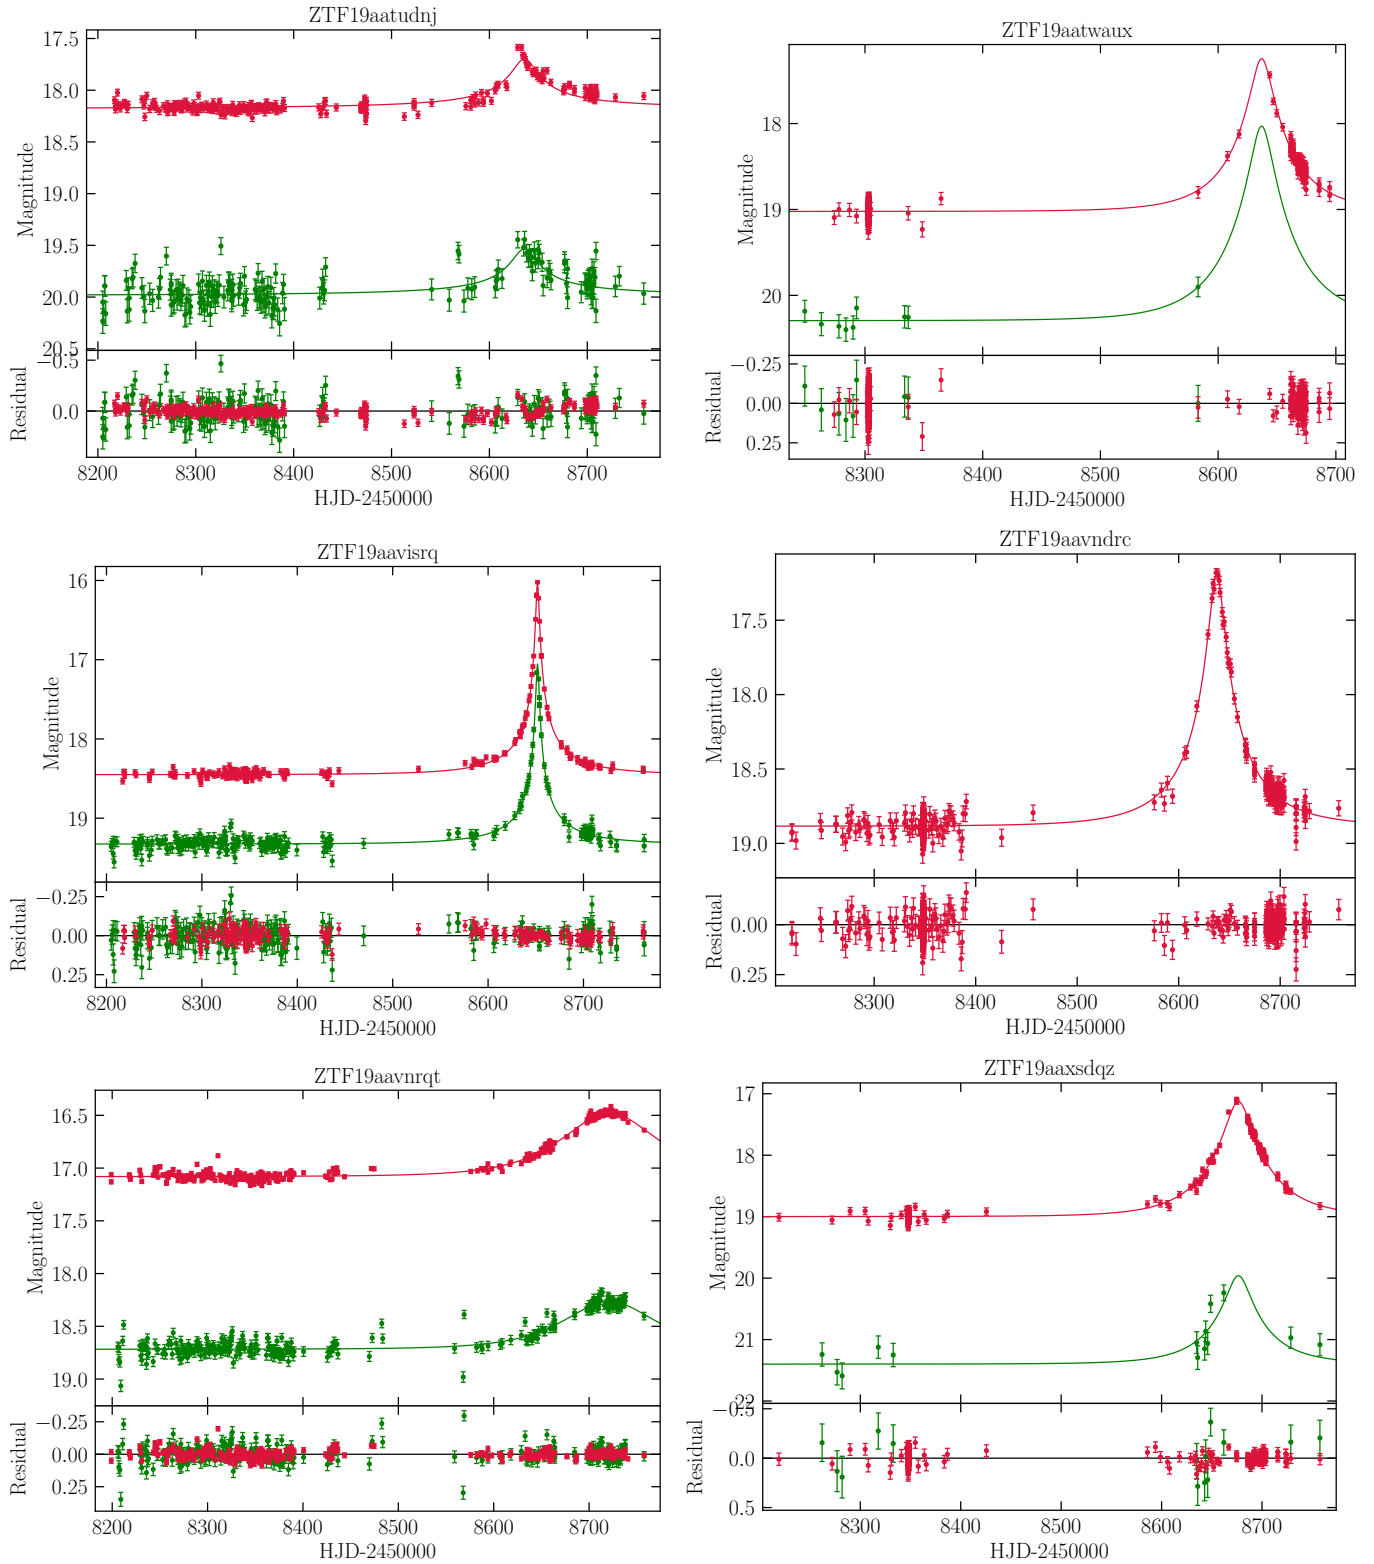 ZTF19aatudnj
17.5
18.0
18.5
19.0
19.5
20.0
20.5
Magnitude
−0.5
0.0
Residual
8200 8300 8400 8500 8600 8700
HJD-2450000
ZTF19aatwaux
18
19
20
Magnitude
−0.25
0.00
0.25
Residual
8300 8400 8500 8600 8700
HJD-2450000
ZTF19aavisrq
16
17
18
19
Magnitude
−0.25
0.00
0.25
Residual
8200 8300 8400 8500 8600 8700
HJD-2450000
ZTF19aavndrc
17.5
18.0
18.5
19.0
Magnitude
0.00
0.25
Residual
8300 8400 8500 8600 8700
HJD-2450000
ZTF19aavnrqt
16.5
17.0
17.5
18.0
18.5
19.0
Magnitude
−0.25
0.00
0.25
Residual
8200 8300 8400 8500 8600 8700
HJD-2450000
ZTF19aaxsdqz
17
18
19
20
21
22
Magnitude
−0.5
0.0
0.5
Residual
8300 8400 8500 8600 8700
HJD-2450000